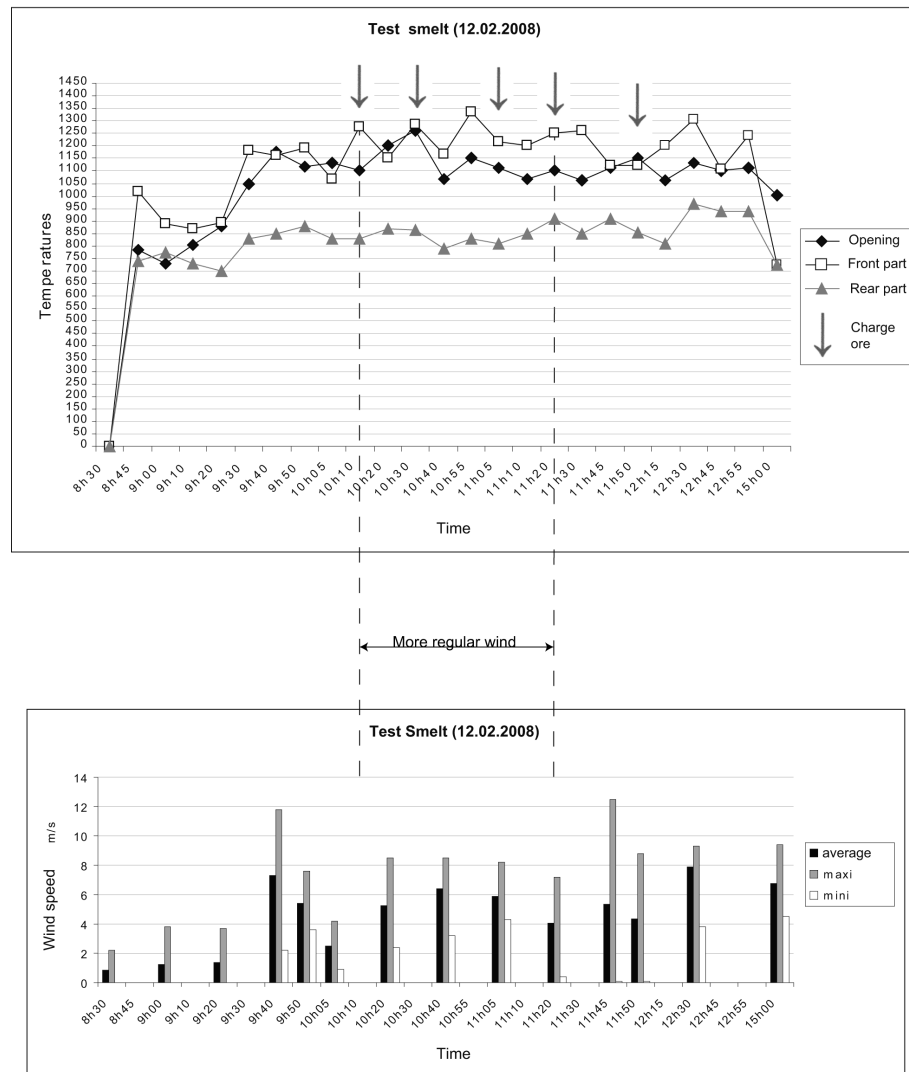 Test smelt (12.02.2008)
Temperatures
1450
1400
1350
1300
1250
1200
1150
1100
1050
1000
950
900
850
800
750
700
650
600
550
500
450
400
350
300
250
200
150
100
50
0
8h30
8h45
9h00
9h10
9h20
9h30
9h40
9h50
10h05
10h10
10h20
10h30
10h40
10h55
11h05
11h10
11h20
11h30
11h45
11h50
12h15
12h30
12h45
12h55
15h00
Time
Opening
Front part
Rear part
Charge
ore
More regular wind
Test Smelt (12.02.2008)
Wind speed m/s
14
12
10
8
6
4
2
0
8h30
8h45
9h00
9h10
9h20
9h30
9h40
9h50
10h05
10h10
10h20
10h30
10h40
10h55
11h05
11h10
11h20
11h30
11h45
11h50
12h15
12h30
12h45
12h55
15h00
Time
average
maxi
mini